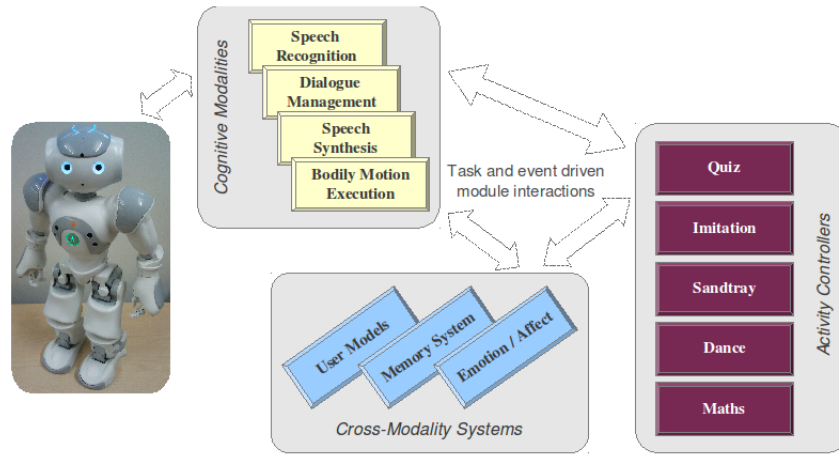 Cognitive Modalities
Speech
Recognition
Dialogue
Management
Speech
Synthesis
Bodily Motion
Execution
Task and event driven
module interactions
User Models
Memory System
Emotion / Affect
Cross-Modality Systems
Quiz
Imitation
Sandtray
Dance
Maths
Activity Controllers